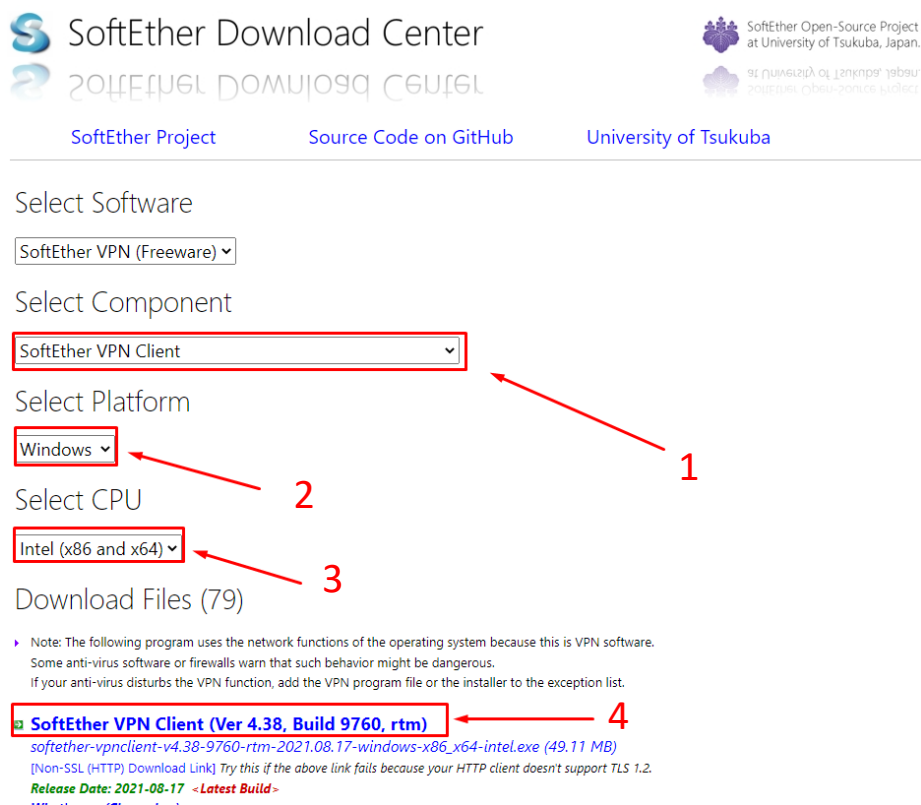 SoftEther Download Center
SoftEther Open-Source Project
at University of Tsukuba, Japan.
SoftEther Project Source Code on GitHub University of Tsukuba
Select Software
SoftEther VPN (Freeware)
Select Component
SoftEther VPN Client
Select Platform
1
Windows
2
Select CPU
Intel (x86 and x64)
3
Download Files (79)
Note: The following program uses the network functions of the operating system because this is VPN software.
Some anti-virus software or firewalls warn that such behavior might be dangerous.
If your anti-virus disturbs the VPN function, add the VPN program file or the installer to the exception list.
SoftEther VPN Client (Ver 4.38, Build 9760, rtm)
4
softether-vpnclient-v4.38-9760-rtm-2021.08.17-windows-x86_x64-intel.exe (49.11 MB)
[Non-SSL (HTTP) Download Link] Try this if the above link fails because your HTTP client doesn't support TLS 1.2.
Release Date: 2021-08-17 <Latest Build>